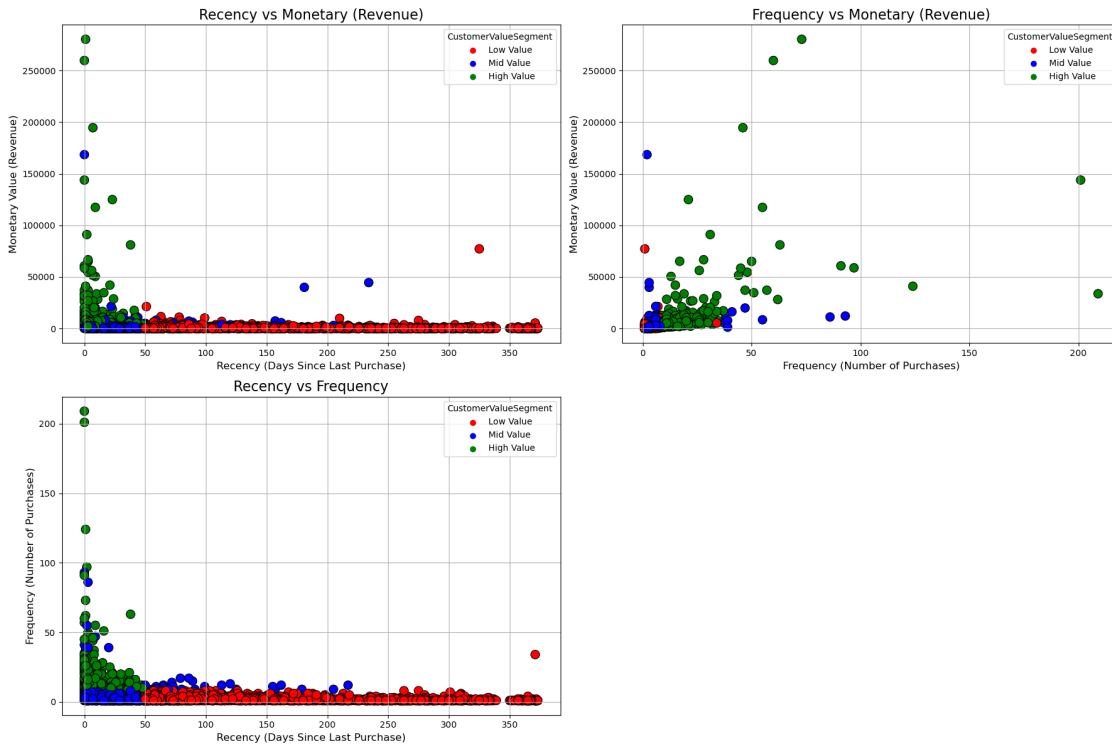 Recency vs Monetary (Revenue)
CustomerValueSegment
Low Value
Mid Value
High Value
250000
200000
150000
100000
50000
0
Monetary Value (Revenue)
0 50 100 150 200 250 300 350
Recency (Days Since Last Purchase)
Frequency vs Monetary (Revenue)
CustomerValueSegment
Low Value
Mid Value
High Value
250000
200000
150000
100000
50000
0
Monetary Value (Revenue)
0 50 100 150 200
Frequency (Number of Purchases)
Recency vs Frequency
CustomerValueSegment
Low Value
Mid Value
High Value
200
150
100
50
0
Frequency (Number of Purchases)
0 50 100 150 200 250 300 350
Recency (Days Since Last Purchase)